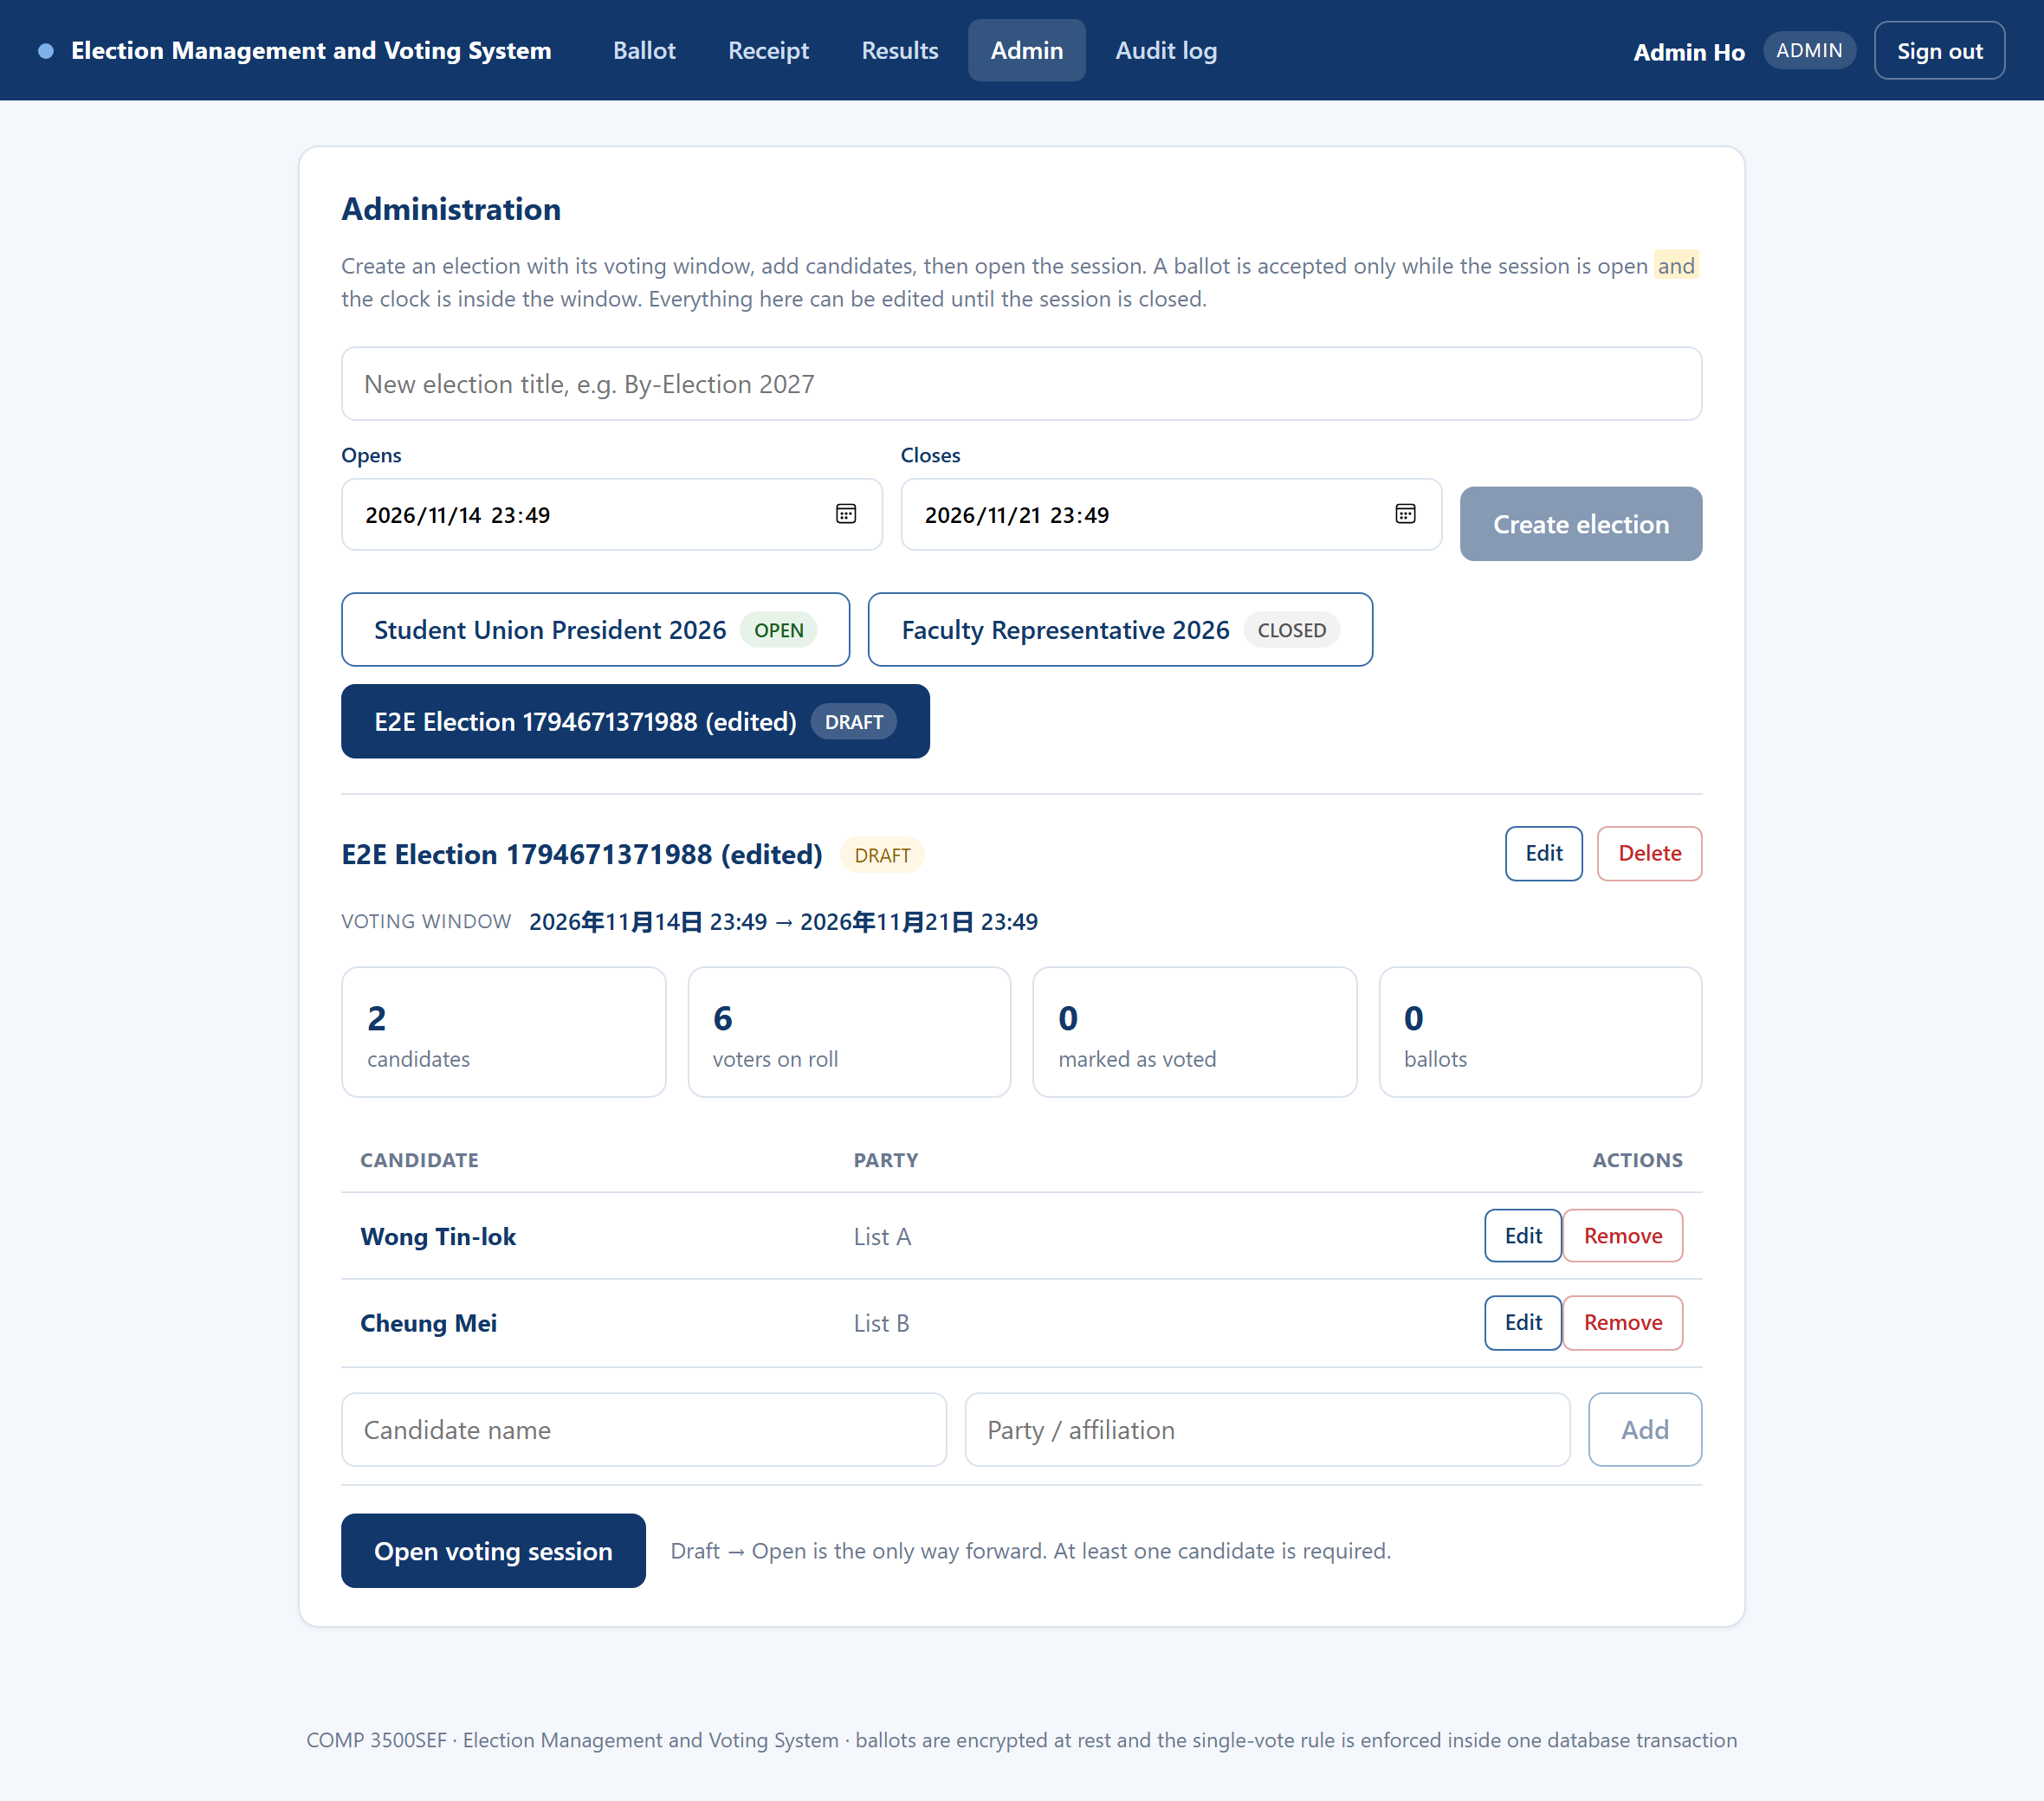 Election Management and Voting System Ballot Receipt Results Admin Audit log Admin Ho ADMIN Sign out
Administration
Create an election with its voting window, add candidates, then open the session. A ballot is accepted only while the session is open and
the clock is inside the window. Everything here can be edited until the session is closed.
New election title, e.g. By-Election 2027
Opens Closes
2026/11/14 23:49 2026/11/21 23:49 Create election
Student Union President 2026 OPEN Faculty Representative 2026 CLOSED
E2E Election 1794671371988 (edited) DRAFT
E2E Election 1794671371988 (edited) DRAFT Edit Delete
VOTING WINDOW 2026年11月14日 23:49 → 2026年11月21日 23:49
2 6 0 0
candidates voters on roll marked as voted ballots
CANDIDATE PARTY ACTIONS
Wong Tin-lok List A Edit Remove
Cheung Mei List B Edit Remove
Candidate name Party / affiliation Add
Open voting session Draft → Open is the only way forward. At least one candidate is required.
COMP 3500SEF · Election Management and Voting System · ballots are encrypted at rest and the single-vote rule is enforced inside one database transaction